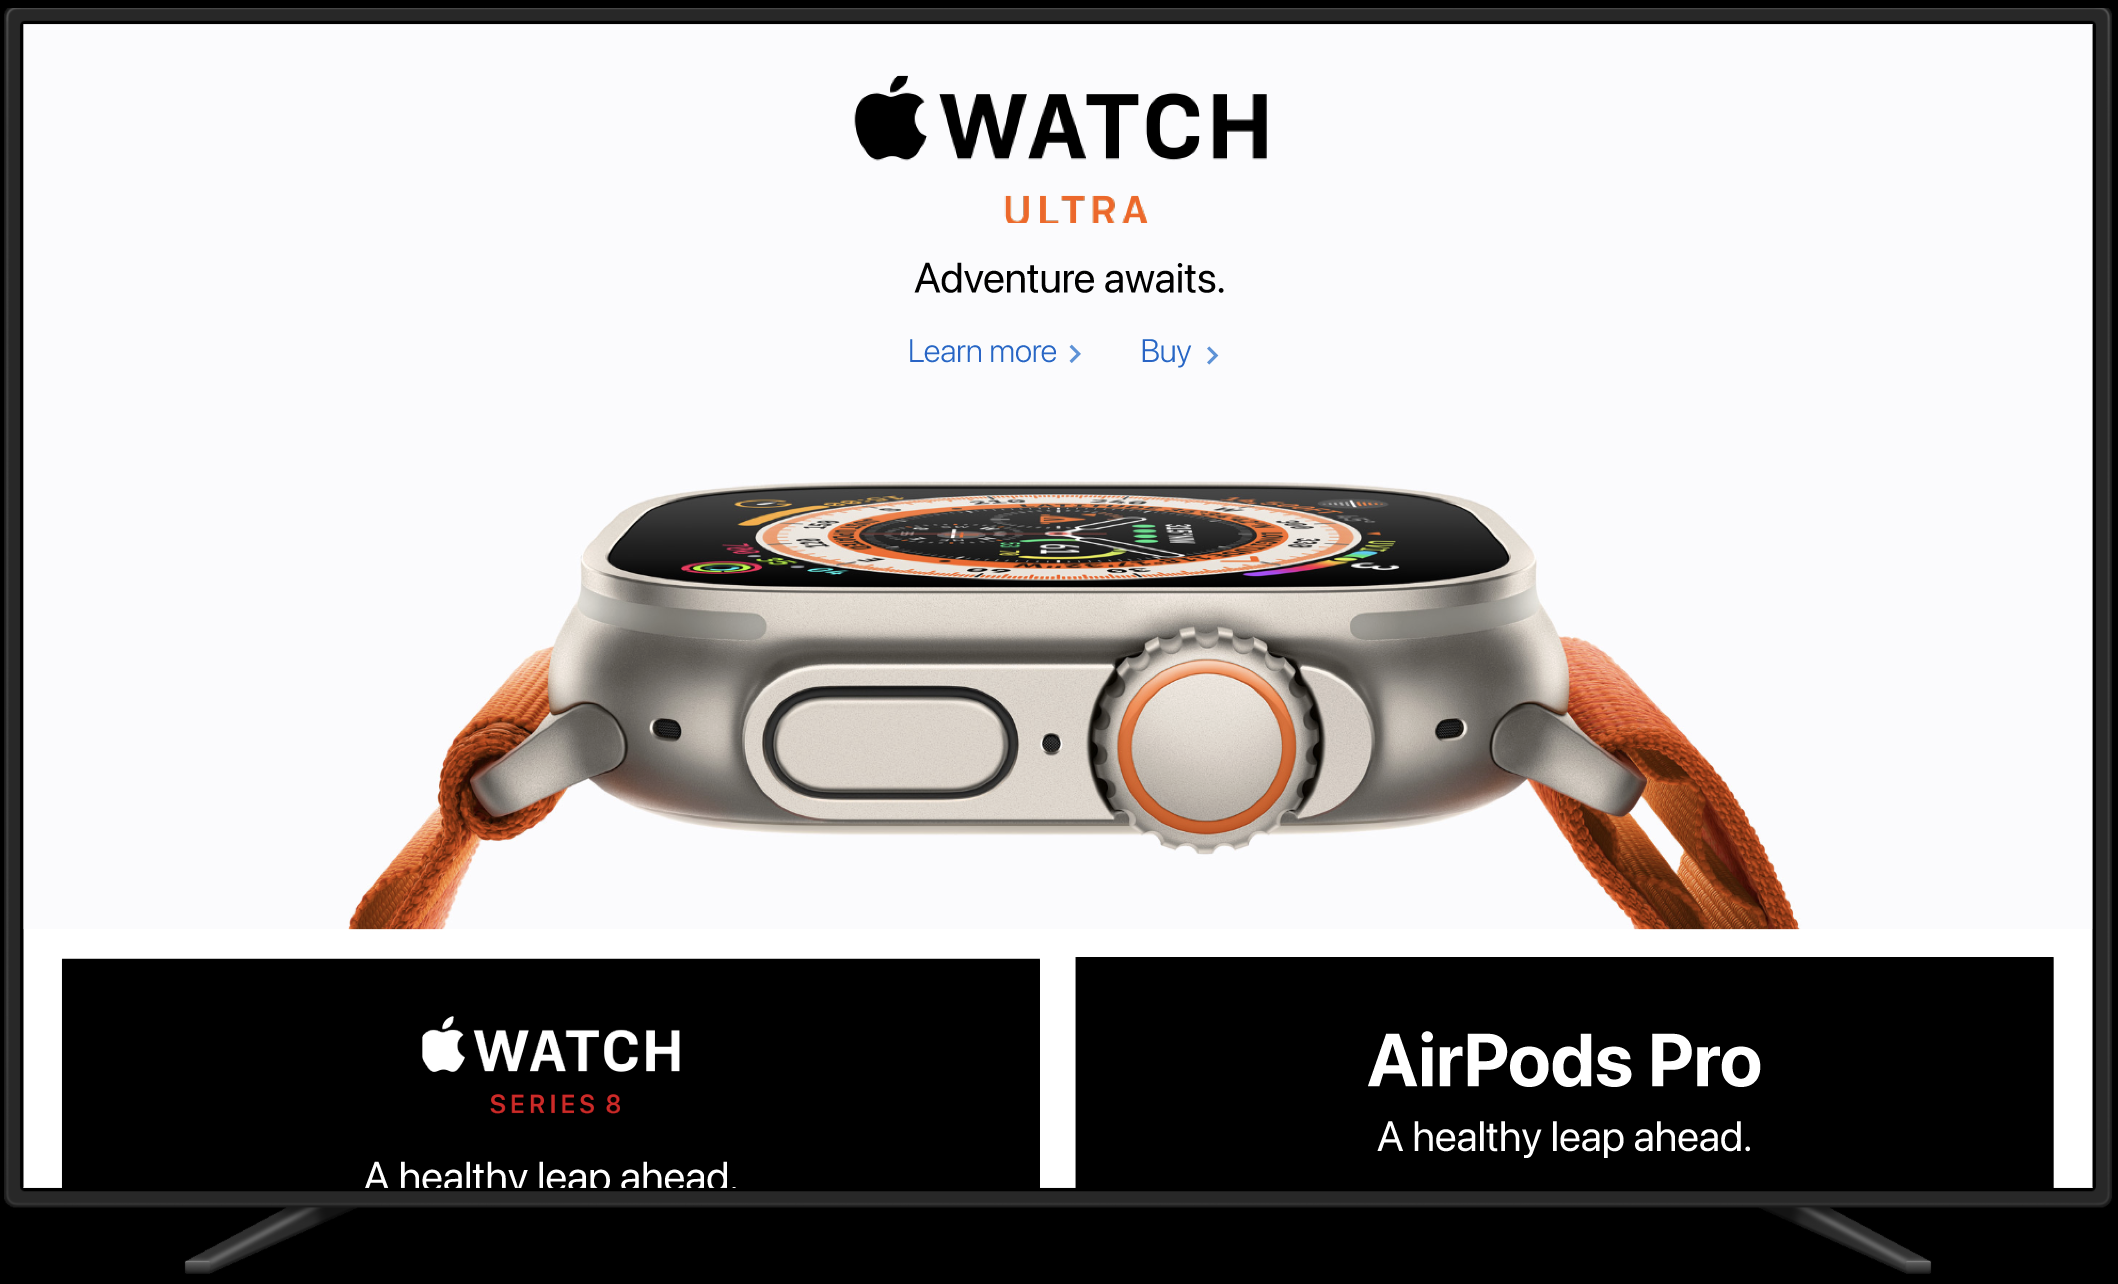 WATCH
ULTRA
Adventure awaits.
Learn more >
Buy >
WATCH
SERIES 8
A healthy leap ahead.
AirPods Pro
A healthy leap ahead.